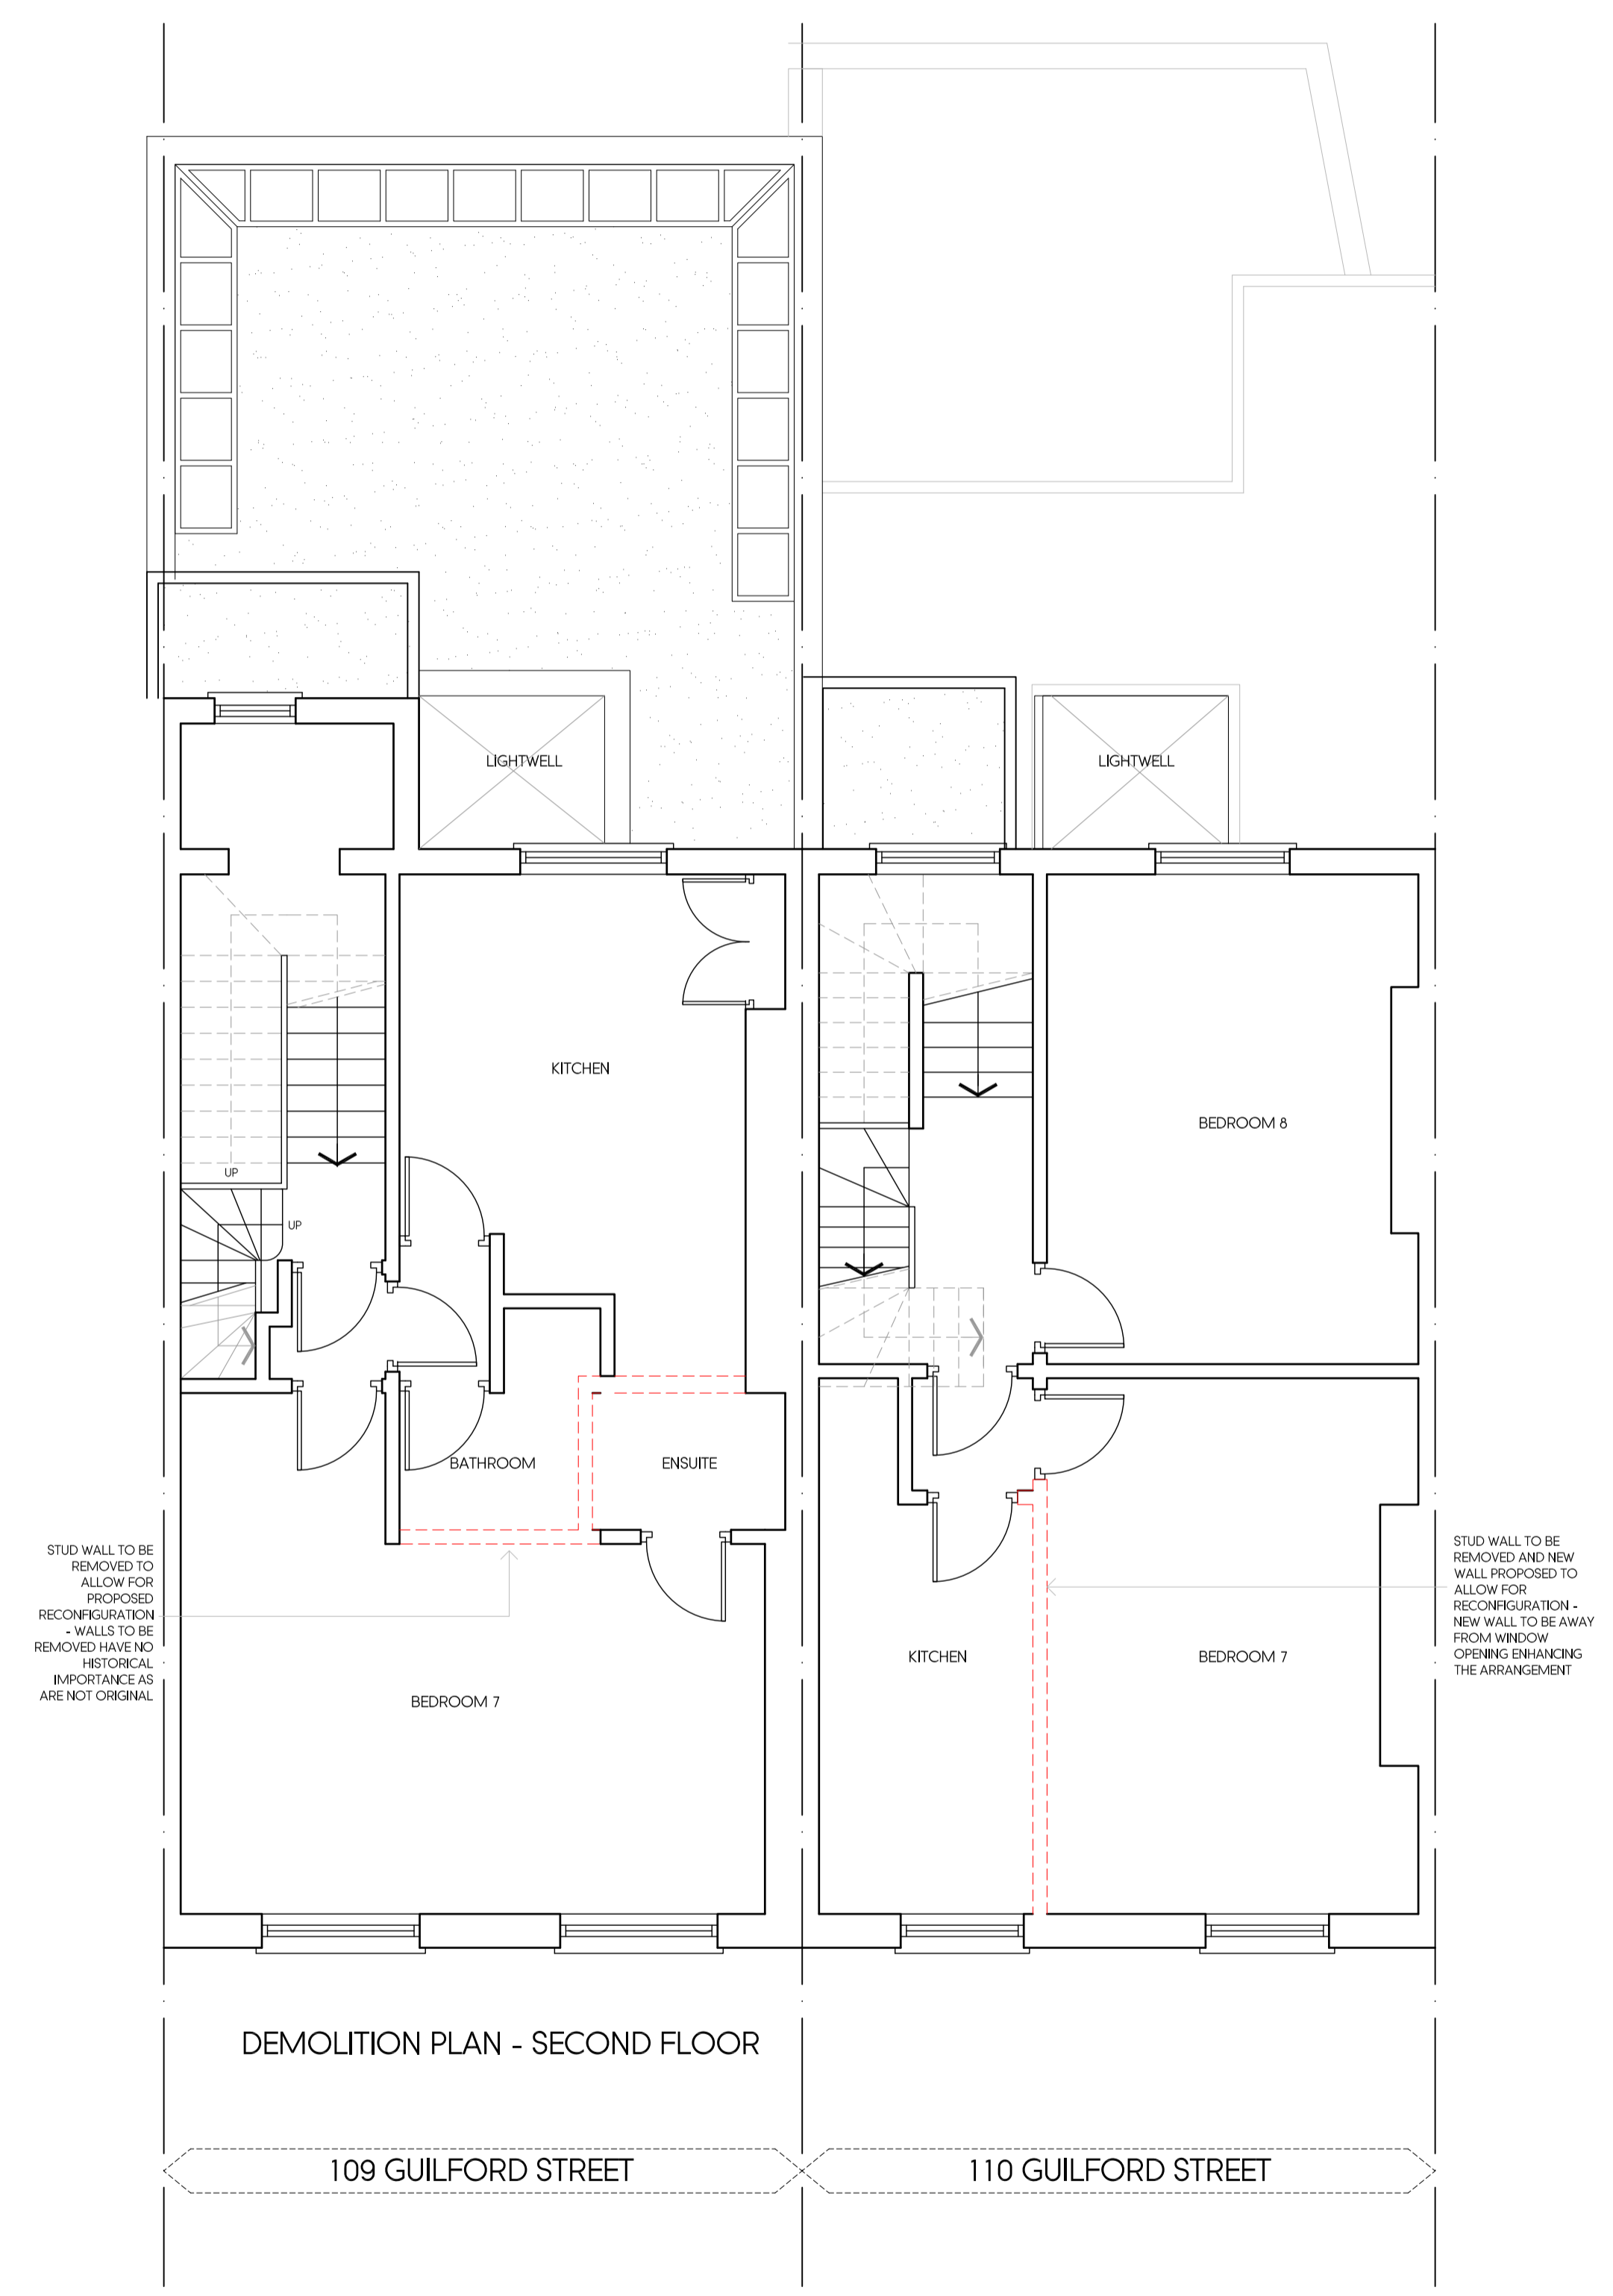 LIGHTWELL
LIGHTWELL
KITCHEN
BEDROOM 8
UP
UP
BATHROOM
ENSUITE
STUD WALL TO BE
REMOVED TO
ALLOW FOR
PROPOSED
RECONFIGURATION
- WALLS TO BE
REMOVED HAVE NO
HISTORICAL
IMPORTANCE AS
ARE NOT ORIGINAL
BEDROOM 7
KITCHEN
BEDROOM 7
STUD WALL TO BE
REMOVED AND NEW
WALL PROPOSED TO
ALLOW FOR
RECONFIGURATION -
NEW WALL TO BE AWAY
FROM WINDOW
OPENING ENHANCING
THE ARRANGEMENT
DEMOLITION PLAN - SECOND FLOOR
109 GUILFORD STREET
110 GUILFORD STREET